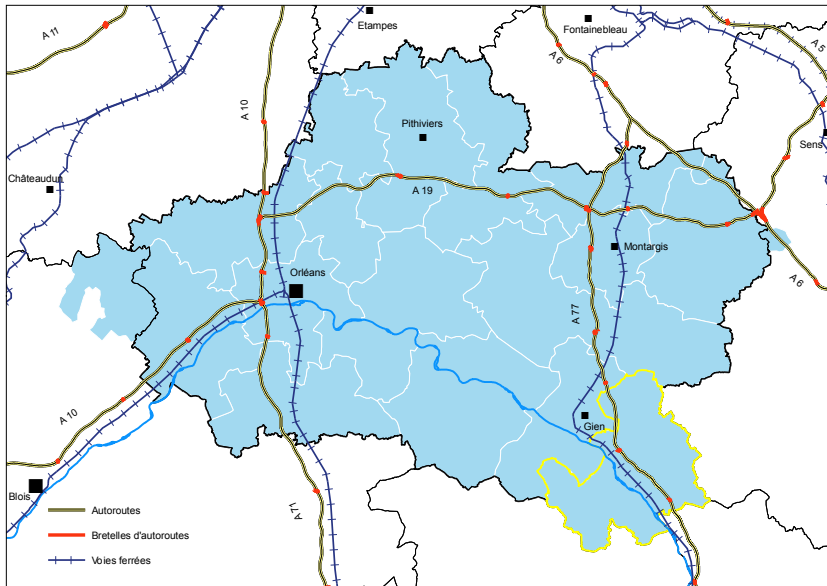 Etampes
Fontainebleau
A 11
A 6
A 5
A 10
Pithiviers
Sens
Châteaudun
A 19
Montargis
Orléans
A 6
A 77
A 10
Gien
Blois
A 71
Autoroutes
Bretelles d'autoroutes
Voies ferrées